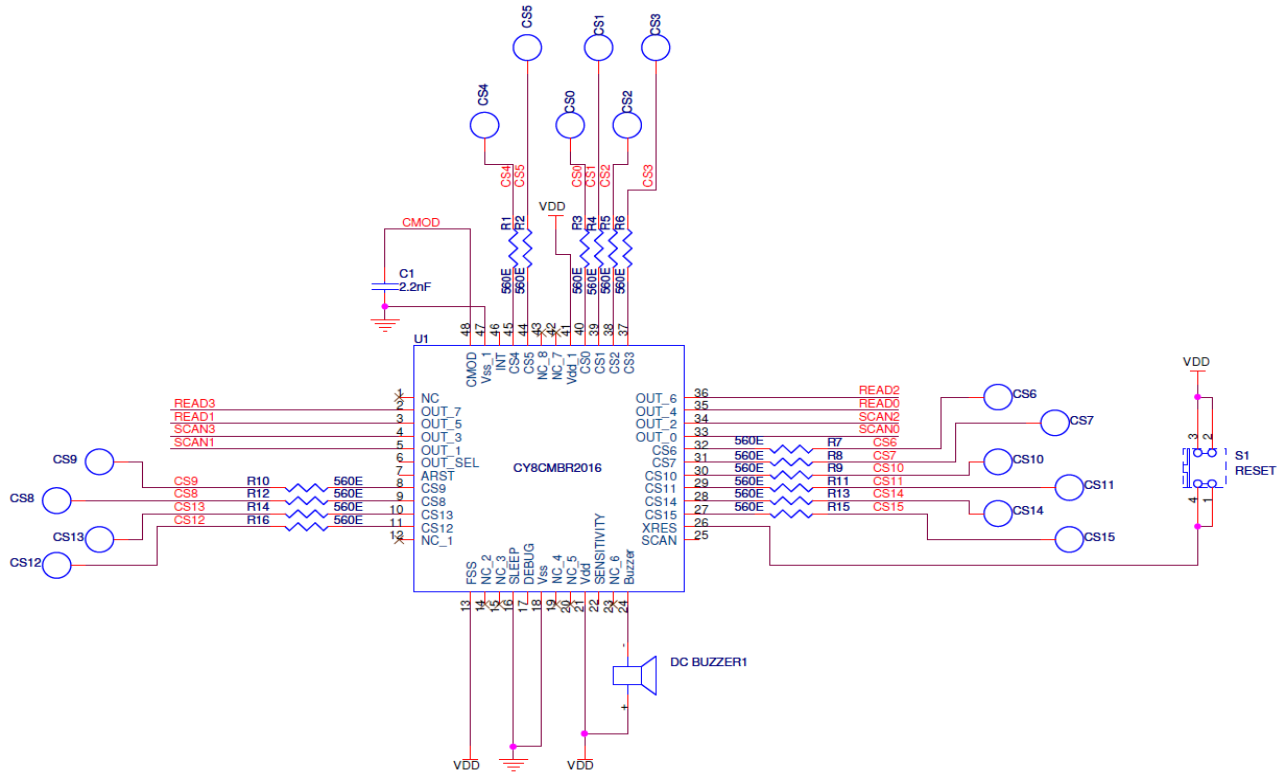 CS5
CS1
CS3
CS4
CS0
CS2
CS4
CS5
CS0
CS1
CS2
CS3
VDD
CMOD
R1
R2
R3
R4
R5
R6
C1
2.2nF
560E
560E
560E
560E
560E
560E
U1
48
47
46
45
44
43
42
41
40
39
38
37
CMOD
Vss_1
INT
CS4
CS5
NC_8
NC_7
Vdd_1
CS0
CS1
CS2
CS3
VDD
1 NC
READ3 2 OUT_7
READ1 3 OUT_5
SCAN3 4 OUT_3
SCAN1 5 OUT_1
6 OUT_SEL
7 ARST
CS9 CS9 R10 560E 8 CS9
CS8 CS8 R12 560E 9 CS8
CS13 CS13 R14 560E 10 CS13
CS12 CS12 R16 560E 11 CS12
12 NC_1
CY8CMBR2016
OUT_6 36 READ2
OUT_4 35 READ0
OUT_2 34 SCAN2
OUT_0 33 SCAN0
CS6 32 560E R7 CS6 CS6
CS7 31 560E R8 CS7 CS7
CS10 30 560E R9 CS10 CS10
CS11 29 560E R11 CS11 CS11
CS14 28 560E R13 CS14 CS14
CS15 27 560E R15 CS15 CS15
XRES 26
SCAN 25
3
2
S1
RESET
4
1
FSS
NC_2
NC_3
SLEEP
DEBUG
Vss
NC_4
NC_5
Vdd
SENSITIVITY
NC_6
Buzzer
13
14
15
16
17
18
19
20
21
22
23
24
-
DC BUZZER1
+
VDD
VDD